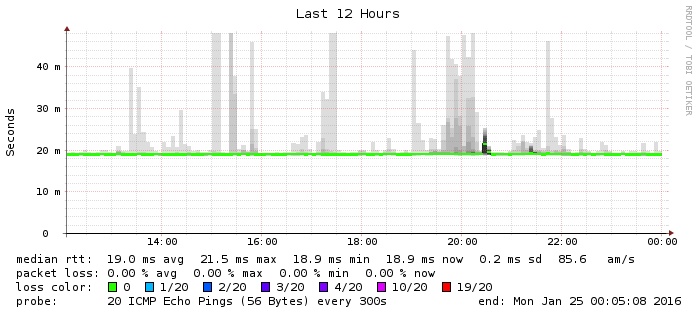 Last 12 Hours
RRDTOOL / TOBI OETIKER
Seconds
40 m
30 m
20 m
10 m
0
14:00 16:00 18:00 20:00 22:00 00:00
median rtt: 19.0 ms avg 21.5 ms max 18.9 ms min 18.9 ms now 0.2 ms sd 85.6 am/s
packet loss: 0.00 % avg 0.00 % max 0.00 % min 0.00 % now
loss color: 0 1/20 2/20 3/20 4/20 10/20 19/20
probe: 20 ICMP Echo Pings (56 Bytes) every 300s end: Mon Jan 25 00:05:08 2016